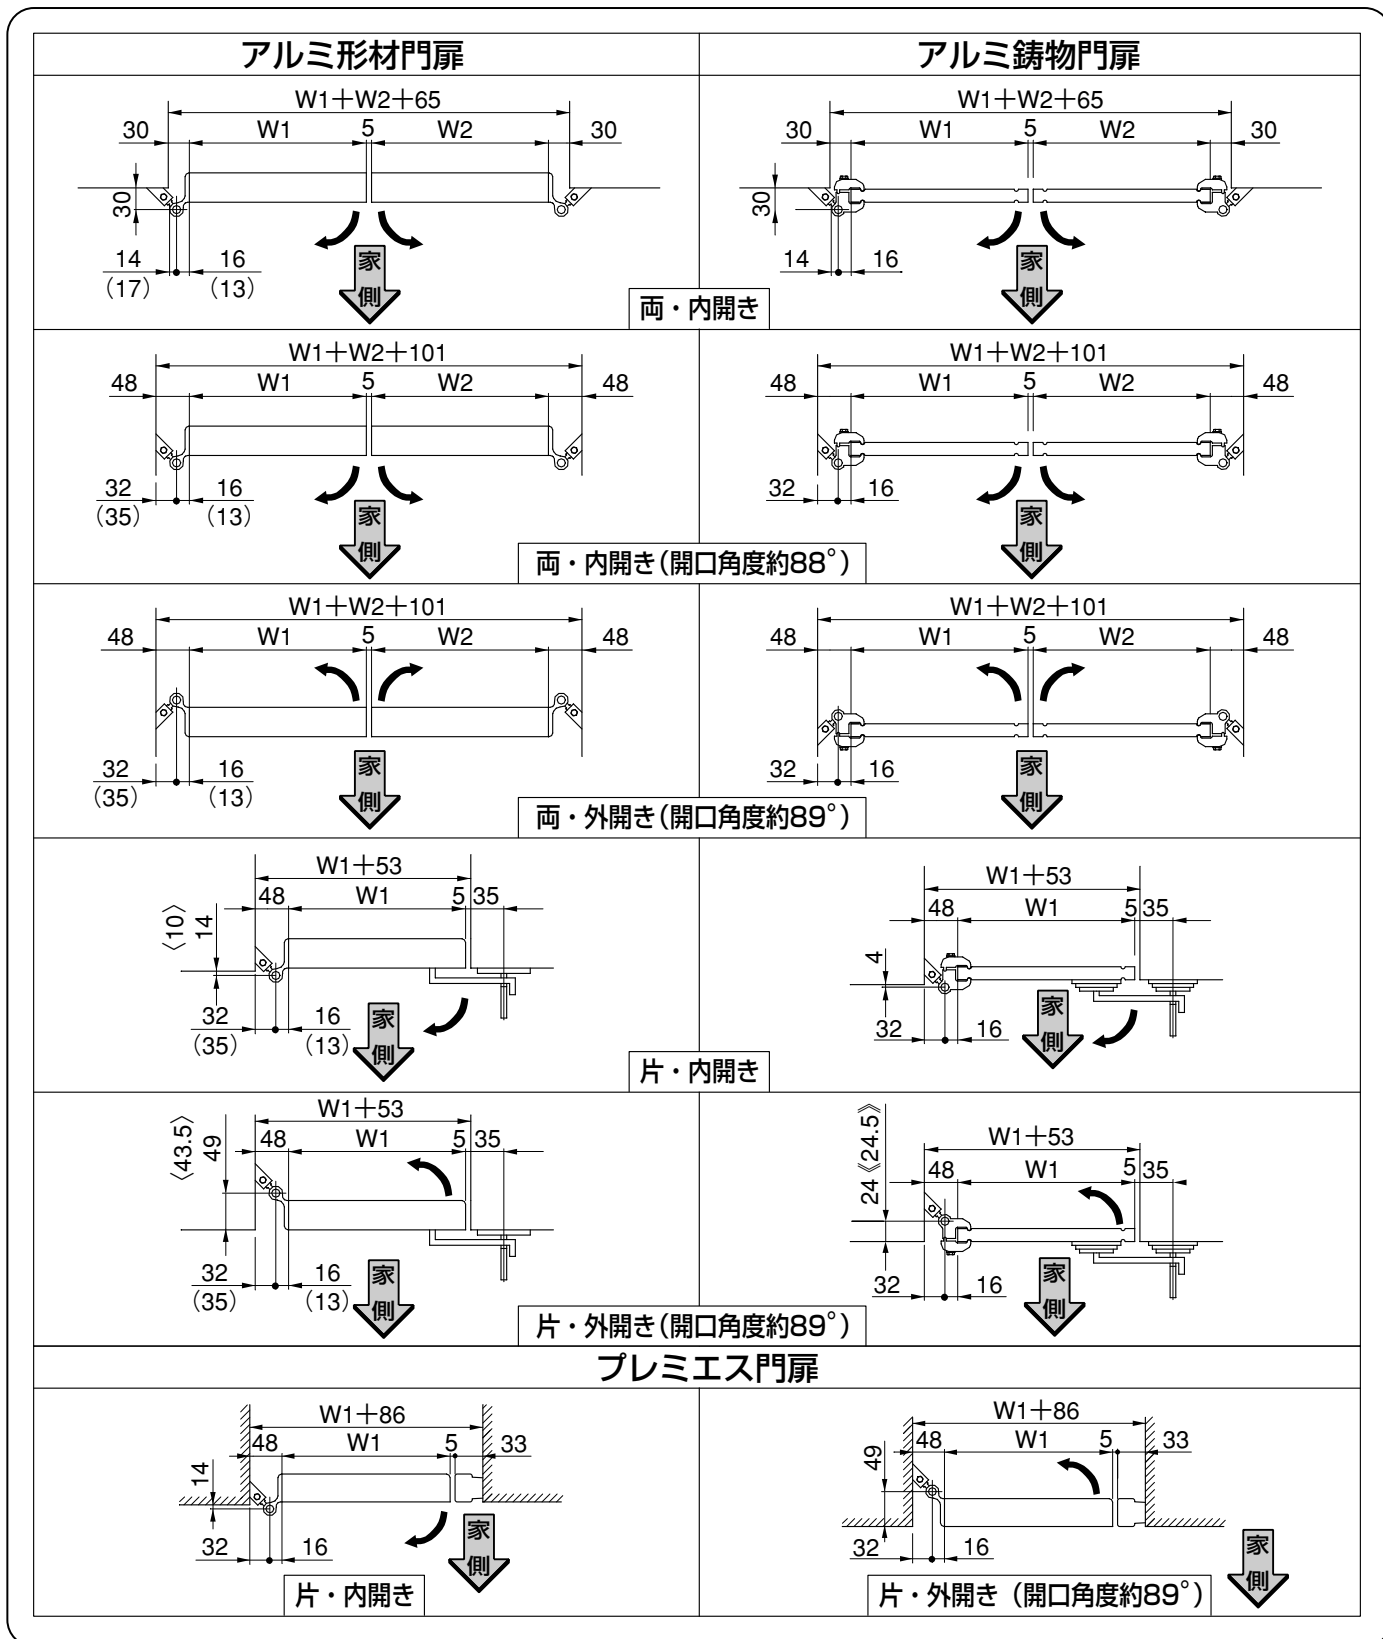 アルミ形材門扉
アルミ鋳物門扉
W1＋W2＋65
30 W1 5 W2 30
30
14 16
（17） （13）
家側
W1＋W2＋65
30 W1 5 W2 30
30
14 16
家側
両・内開き
W1＋W2＋101
48 W1 5 W2 48
32 16
（35） （13）
家側
W1＋W2＋101
48 W1 5 W2 48
32 16
家側
両・内開き（開口角度約88°）
W1＋W2＋101
48 W1 5 W2 48
32 16
（35） （13）
家側
W1＋W2＋101
48 W1 5 W2 48
32 16
家側
両・外開き（開口角度約89°）
W1＋53
48 W1 5 35
〈10〉
14
32 16
（35） （13）
家側
W1＋53
48 W1 5 35
4
32 16
家側
片・内開き
W1＋53
48 W1 5 35
〈43.5〉
49
32 16
（35） （13）
家側
W1＋53
48 W1 5 35
24《24.5》
32 16
家側
片・外開き（開口角度約89°）
プレミエス門扉
W1＋86
48 W1 5 33
14
32 16
家側
片・内開き
W1＋86
48 W1 5 33
49
32 16
家側
片・外開き（開口角度約89°）